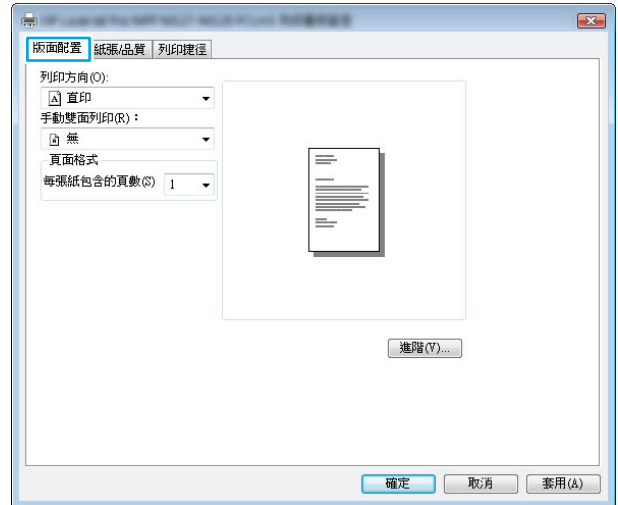 版面配置 紙張/品質 列印捷徑
列印方向(O):
A 直印
手動雙面列印(R)：
無
頁面格式
每張紙包含的頁數(S) 1
進階(V)...
確定 取消 套用(A)